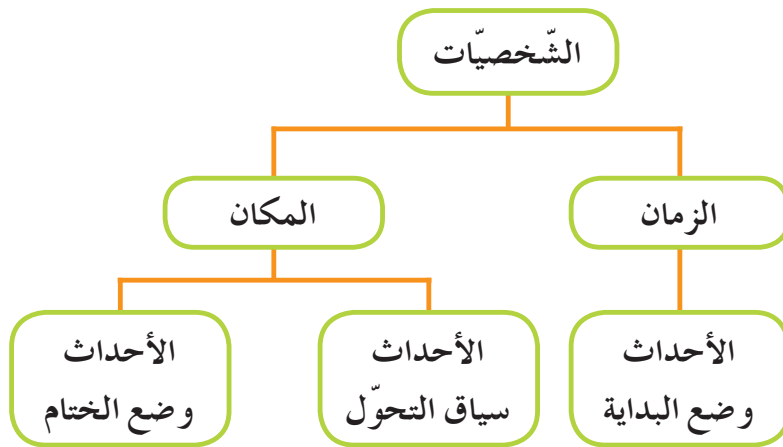 الشّخصيّات
الزمان
المكان
الأحداث
وضع البداية
الأحداث
سياق التحوّل
الأحداث
وضع الختام